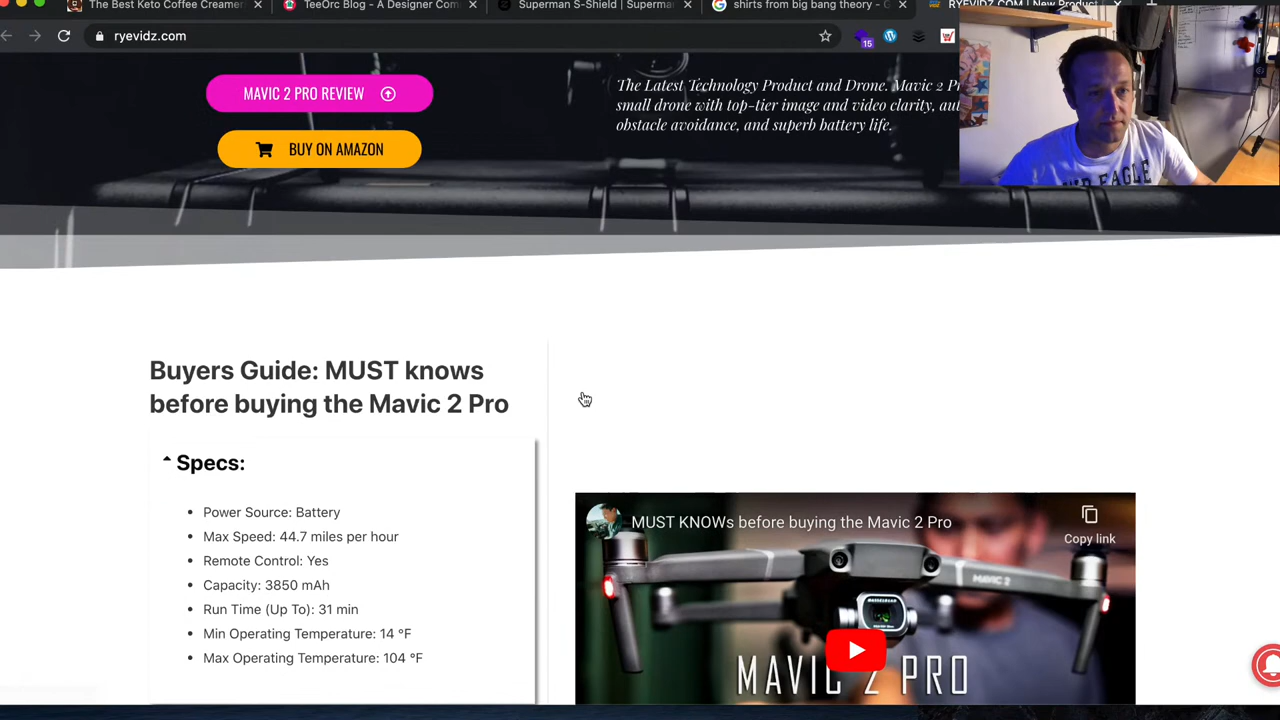 The Best Keto Coffee Creamer
TeeOrc Blog - A Designer Com
Superman S-Shield | Superma
shirts from big bang theory - G
RYEVIDZ.COM | New Product
ryevidz.com
15
MAVIC 2 PRO REVIEW
BUY ON AMAZON
The Latest Technology Product and Drone. Mavic 2 P
small drone with top-tier image and video clarity, aut
obstacle avoidance, and superb battery life.
EAGLE
Buyers Guide: MUST knows
before buying the Mavic 2 Pro
Specs:
Power Source: Battery
Max Speed: 44.7 miles per hour
Remote Control: Yes
Capacity: 3850 mAh
Run Time (Up To): 31 min
Min Operating Temperature: 14 °F
Max Operating Temperature: 104 °F
MUST KNOWs before buying the Mavic 2 Pro
Copy link
MAVIC 2
HASSELBLAD
MAVIC 2 PRO